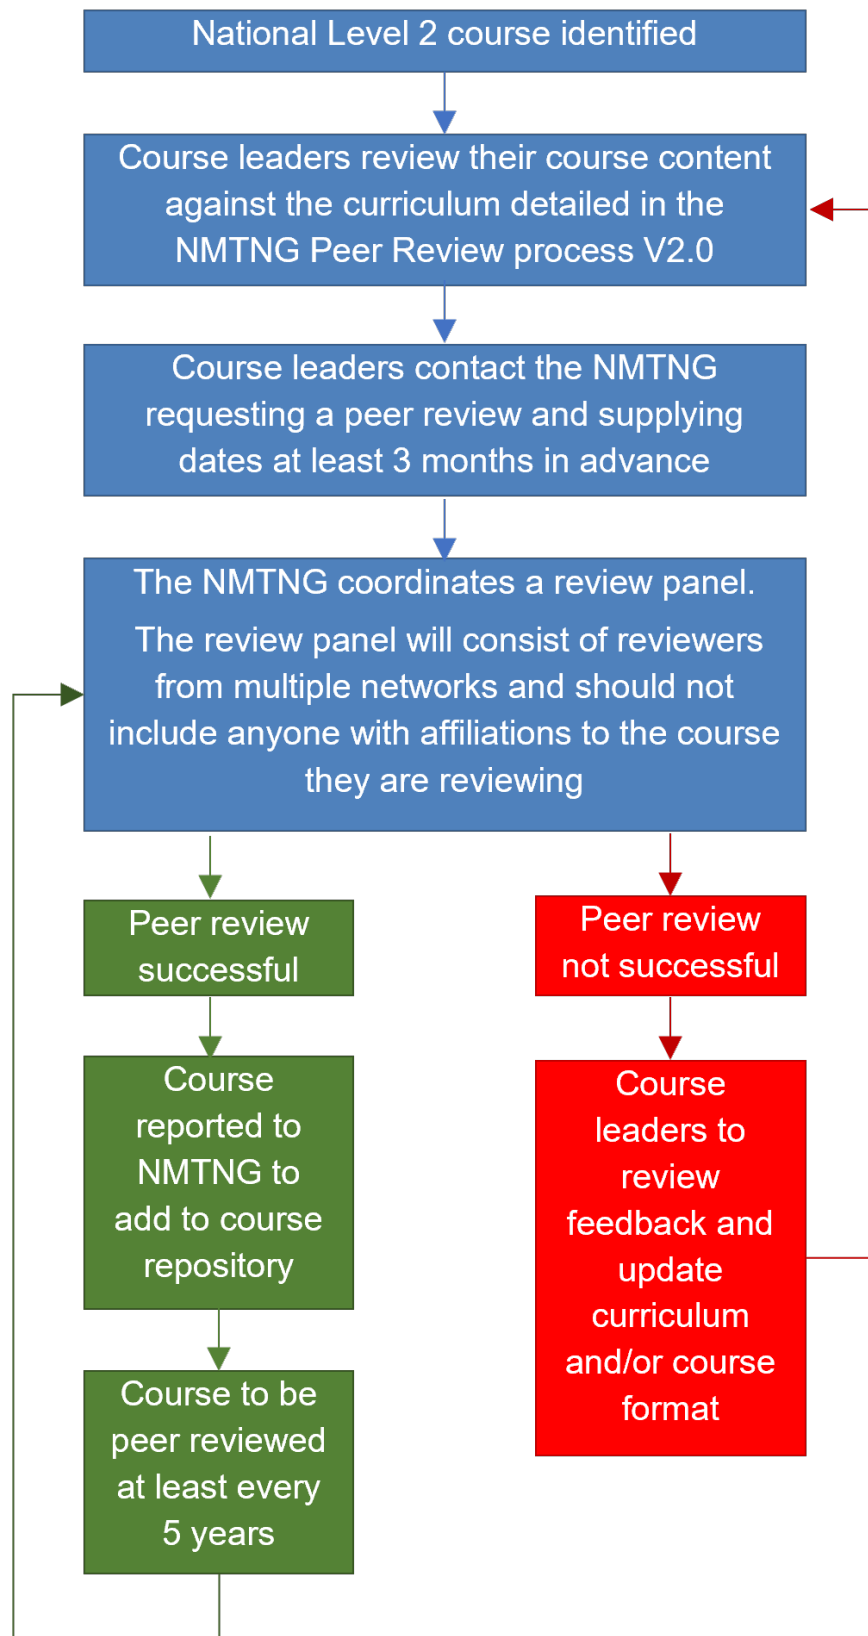 National Level 2 course identified
Course leaders review their course content
against the curriculum detailed in the
NMTNG Peer Review process V2.0
Course leaders contact the NMTNG
requesting a peer review and supplying
dates at least 3 months in advance
The NMTNG coordinates a review panel.
The review panel will consist of reviewers
from multiple networks and should not
include anyone with affiliations to the course
they are reviewing
Peer review
successful
Course
reported to
NMTNG to
add to course
repository
Course to be
peer reviewed
at least every
5 years
Peer review
not successful
Course
leaders to
review
feedback and
update
curriculum
and/or course
format